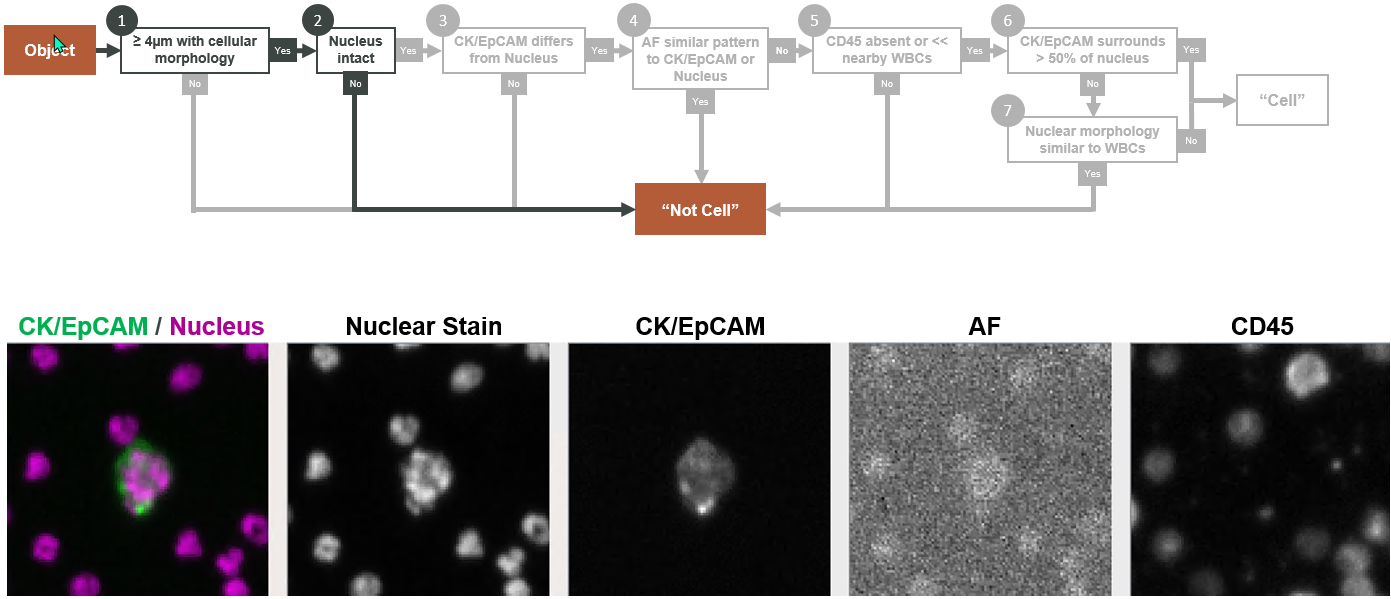 Object
1
≥ 4µm with cellular
morphology
Yes
No
2
Nucleus
intact
Yes
No
3
CK/EpCAM differs
from Nucleus
Yes
No
4
AF similar pattern
to CK/EpCAM or
Nucleus
No
Yes
5
CD45 absent or <<
nearby WBCs
Yes
No
6
CK/EpCAM surrounds
> 50% of nucleus
Yes
No
7
Nuclear morphology
similar to WBCs
No
Yes
“Cell”
“Not Cell”
CK/EpCAM / Nucleus
Nuclear Stain
CK/EpCAM
AF
CD45